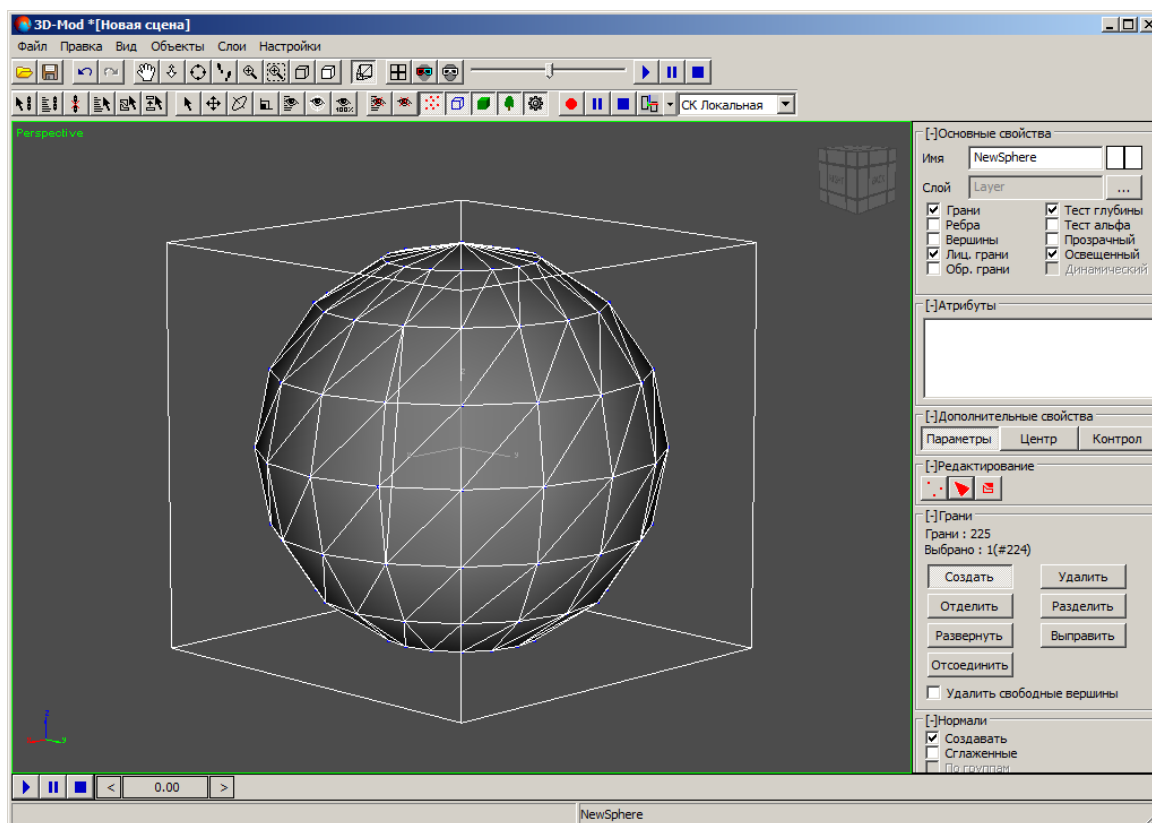 3D-Mod *[Новая сцена]
Файл Правка Вид Объекты Слои Настройки
СК Локальная
Perspective
[-]Основные свойства
Имя NewSphere
Слой Layer ...
Грани Тест глубины
Ребра Тест альфа
Вершины Прозрачный
Лиц. грани Освещенный
Обр. грани Динамический
[-]Атрибуты
[-]Дополнительные свойства
Параметры Центр Контрол
[-]Редактирование
[-]Грани
Грани : 225
Выбрано : 1(#224)
Создать Удалить
Отделить Разделить
Развернуть Выправить
Отсоединить
Удалить свободные вершины
[-]Нормали
Создавать
Сглаженные
По группам
< 0.00 >
NewSphere